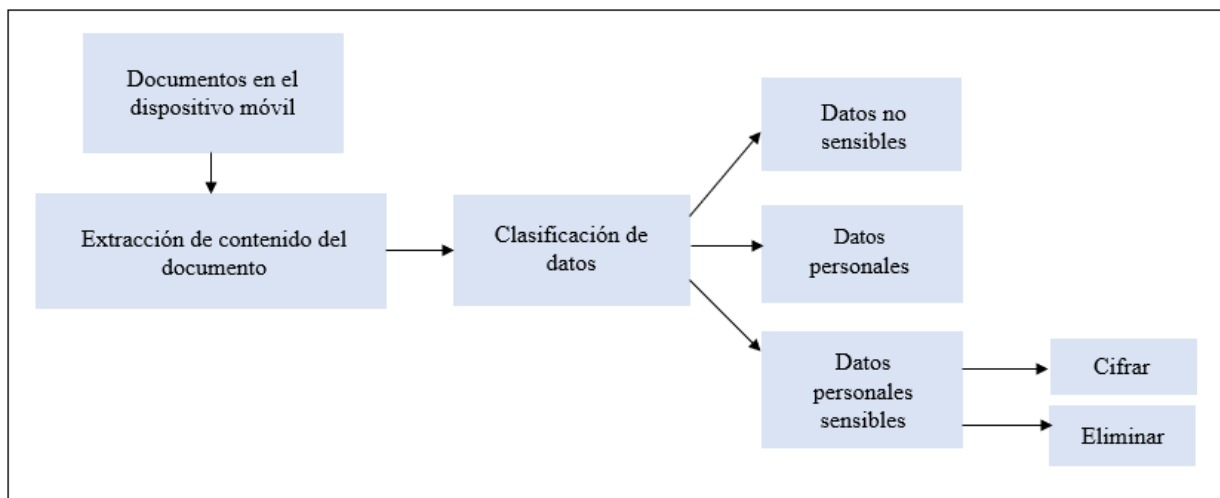 Documentos en el
dispositivo móvil
Extracción de contenido del
documento
Clasificación de
datos
Datos no
sensibles
Datos
personales
Datos
personales
sensibles
Cifrar
Eliminar